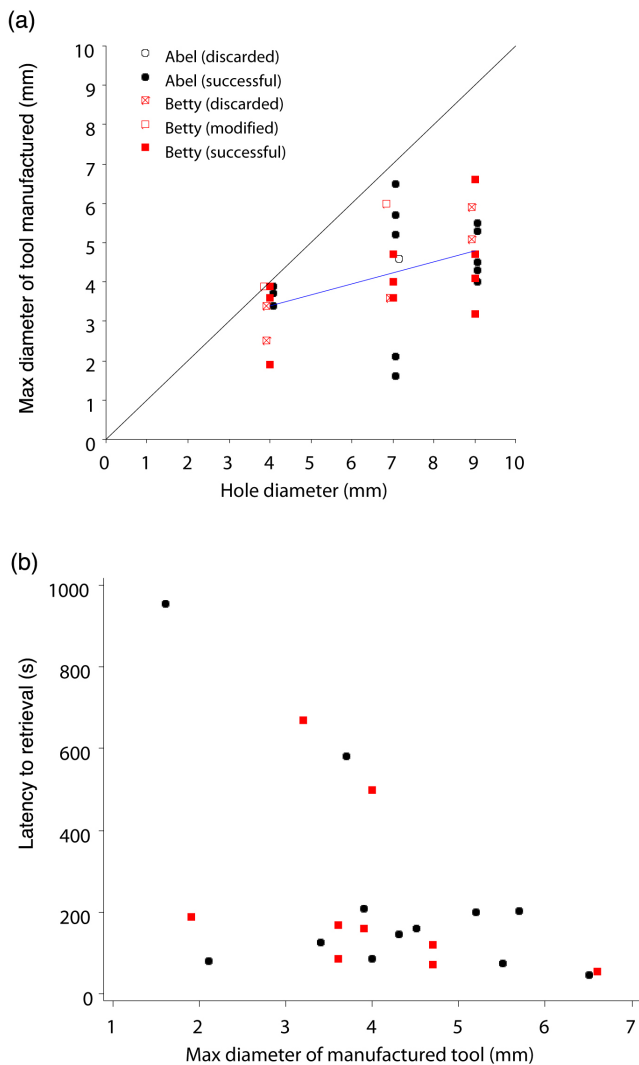 (a)
Max diameter of tool manufactured (mm)
10
9
8
7
6
5
4
3
2
1
0
Abel (discarded)
Abel (successful)
Betty (discarded)
Betty (modified)
Betty (successful)
0 1 2 3 4 5 6 7 8 9 10
Hole diameter (mm)
(b)
Latency to retrieval (s)
1000
800
600
400
200
0
1 2 3 4 5 6 7
Max diameter of manufactured tool (mm)